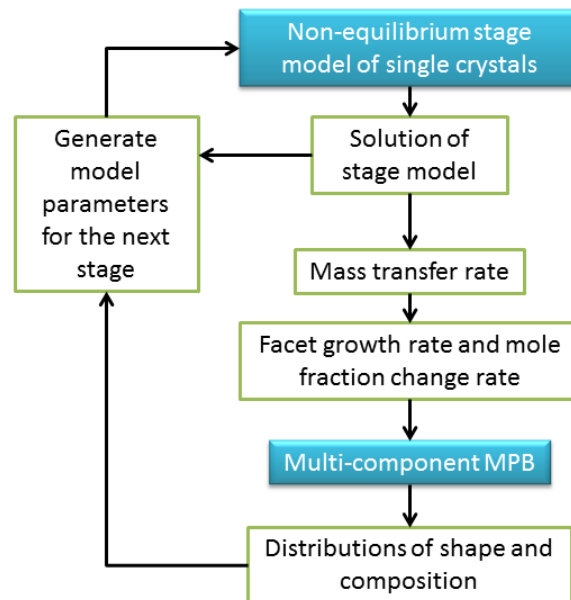 Non-equilibrium stage
model of single crystals
Generate
model
parameters
for the next
stage
Solution of
stage model
Mass transfer rate
Facet growth rate and mole
fraction change rate
Multi-component MPB
Distributions of shape and
composition